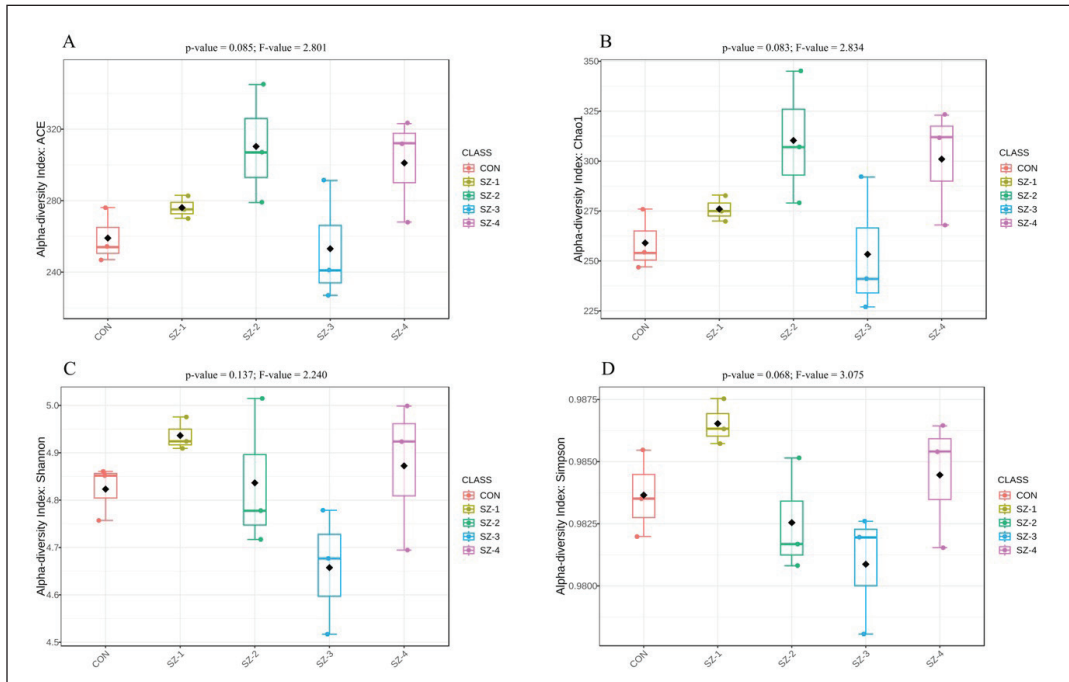 A
p-value = 0.085; F-value = 2.801
Alpha-diversity Index: ACE
320
280
240
CON
SZ-1
SZ-2
SZ-3
SZ-4
CLASS
CON
SZ-1
SZ-2
SZ-3
SZ-4
B
p-value = 0.083; F-value = 2.834
Alpha-diversity Index: Chao1
350
325
300
275
250
225
CON
SZ-1
SZ-2
SZ-3
SZ-4
CLASS
CON
SZ-1
SZ-2
SZ-3
SZ-4
C
p-value = 0.137; F-value = 2.240
Alpha-diversity Index: Shannon
5.0
4.9
4.8
4.7
4.6
4.5
CON
SZ-1
SZ-2
SZ-3
SZ-4
CLASS
CON
SZ-1
SZ-2
SZ-3
SZ-4
D
p-value = 0.068; F-value = 3.075
Alpha-diversity Index: Simpson
0.9875
0.9850
0.9825
0.9800
CON
SZ-1
SZ-2
SZ-3
SZ-4
CLASS
CON
SZ-1
SZ-2
SZ-3
SZ-4